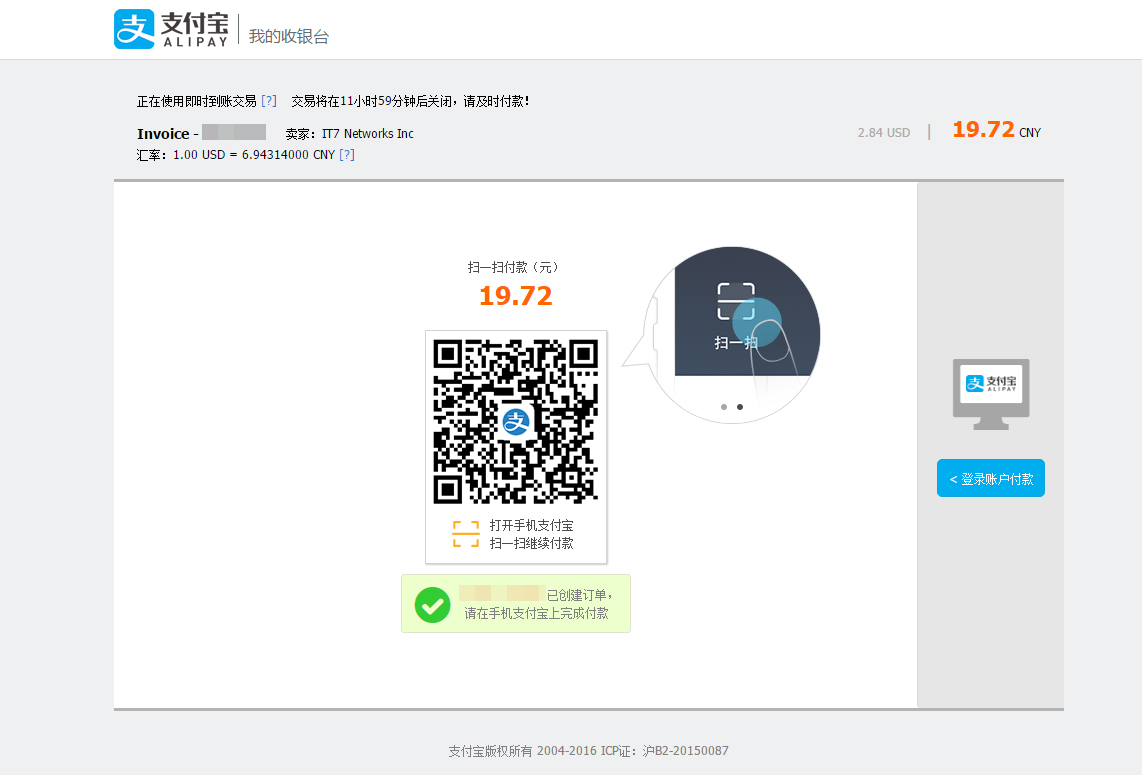 支付宝
ALIPAY
我的收银台
正在使用即时到账交易 [?] 交易将在11小时59分钟后关闭，请及时付款！
Invoice - 卖家：IT7 Networks Inc
2.84 USD | 19.72 CNY
汇率：1.00 USD = 6.94314000 CNY [?]
扫一扫付款（元）
19.72
扫一扫
支付宝
ALIPAY
< 登录账户付款
打开手机支付宝
扫一扫继续付款
已创建订单，
请在手机支付宝上完成付款
支付宝版权所有 2004-2016 ICP证：沪B2-20150087